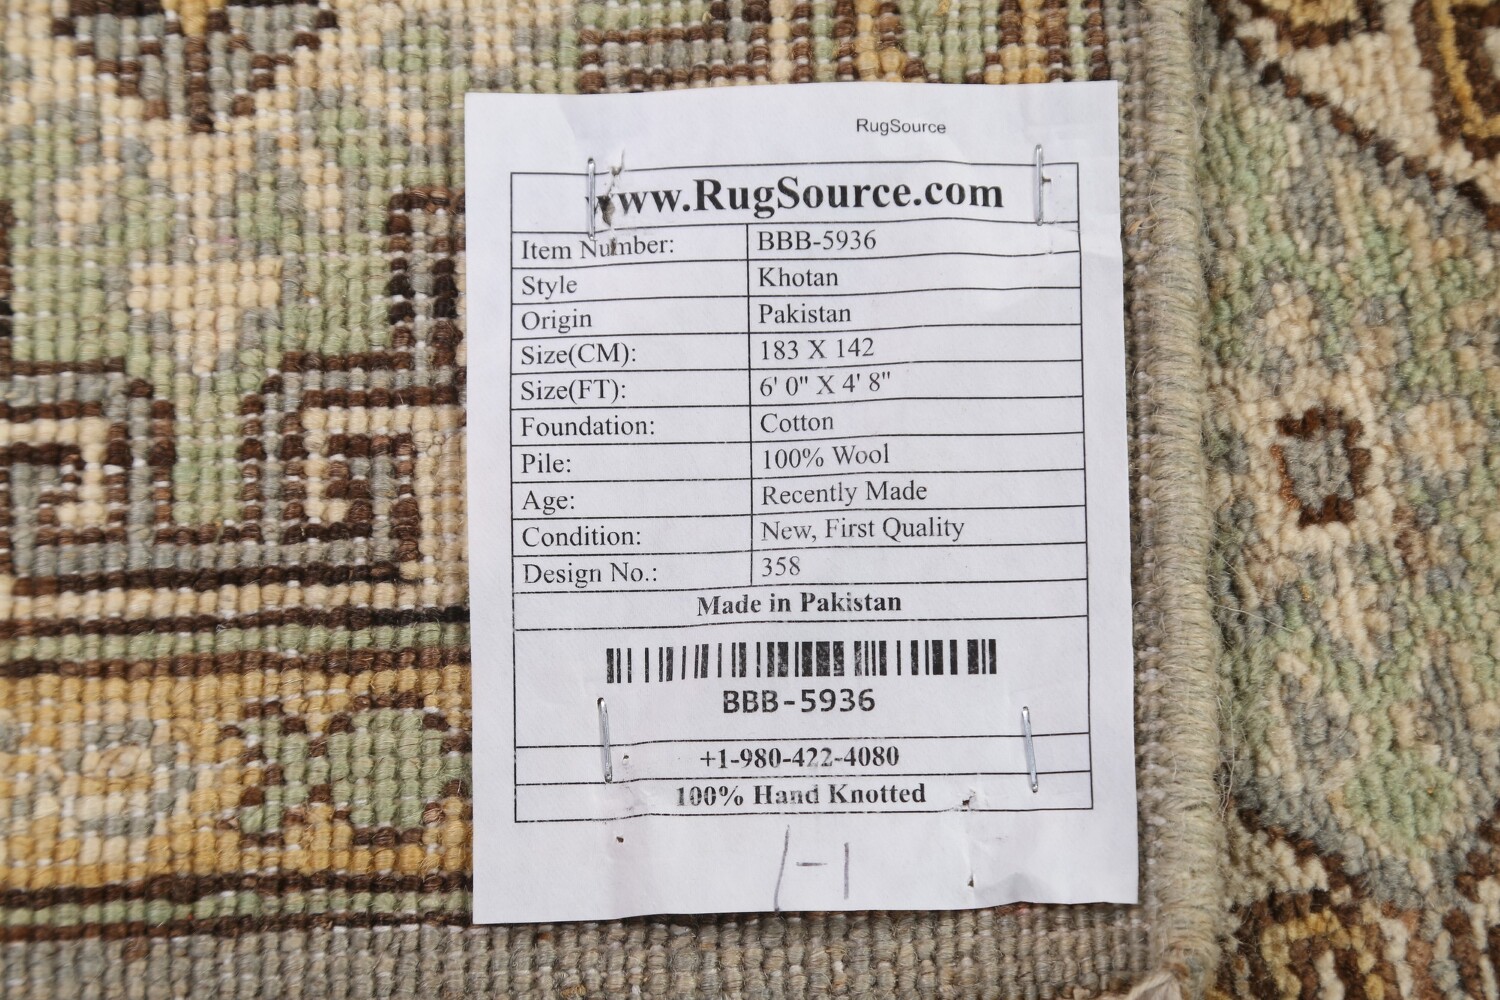 RugSource
www.RugSource.com
Item Number: BBB-5936
Style Khotan
Origin Pakistan
Size(CM): 183 X 142
Size(FT): 6' 0" X 4' 8"
Foundation: Cotton
Pile: 100% Wool
Age: Recently Made
Condition: New, First Quality
Design No.: 358
Made in Pakistan
BBB-5936
+1-980-422-4080
100% Hand Knotted
1-1